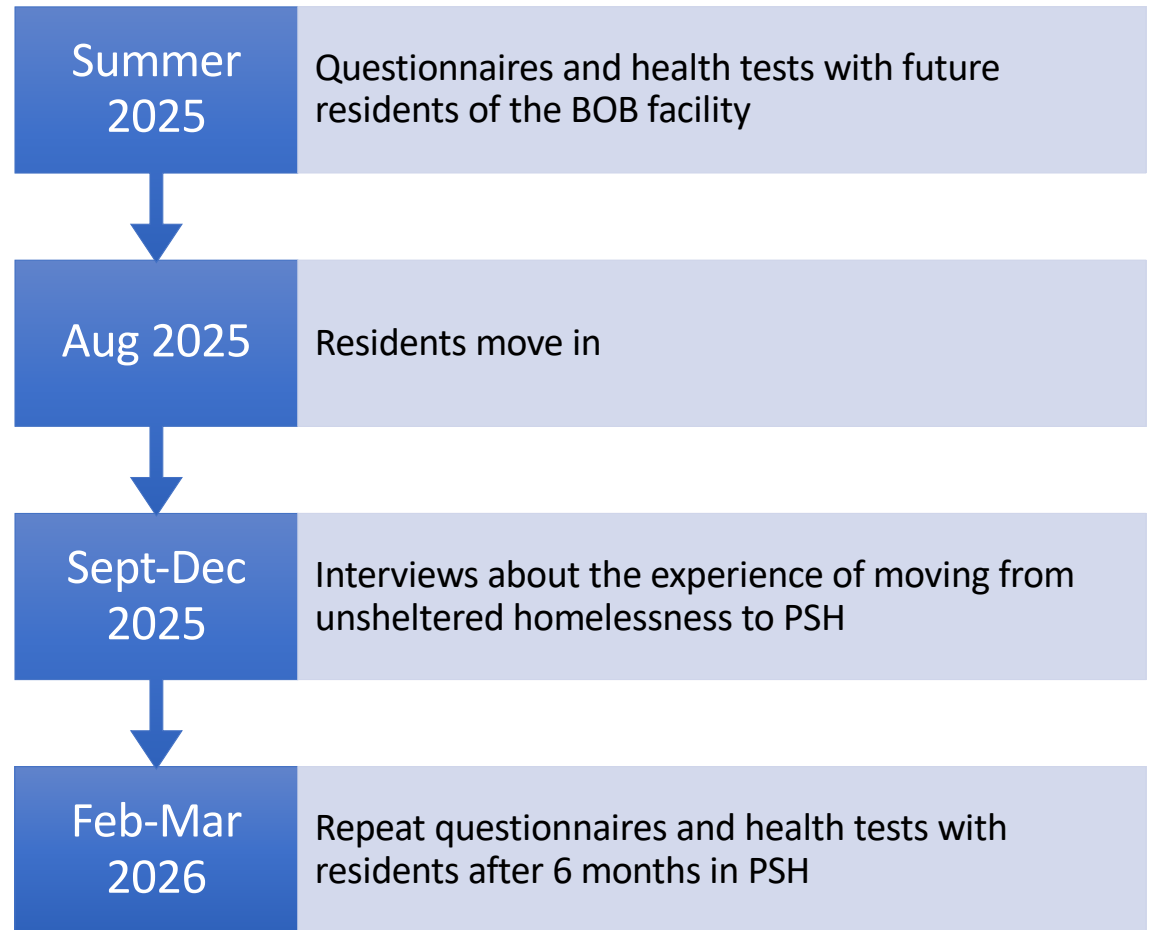 Summer
2025
Questionnaires and health tests with future
residents of the BOB facility
Aug 2025
Residents move in
Sept-Dec
2025
Interviews about the experience of moving from
unsheltered homelessness to PSH
Feb-Mar
2026
Repeat questionnaires and health tests with
residents after 6 months in PSH